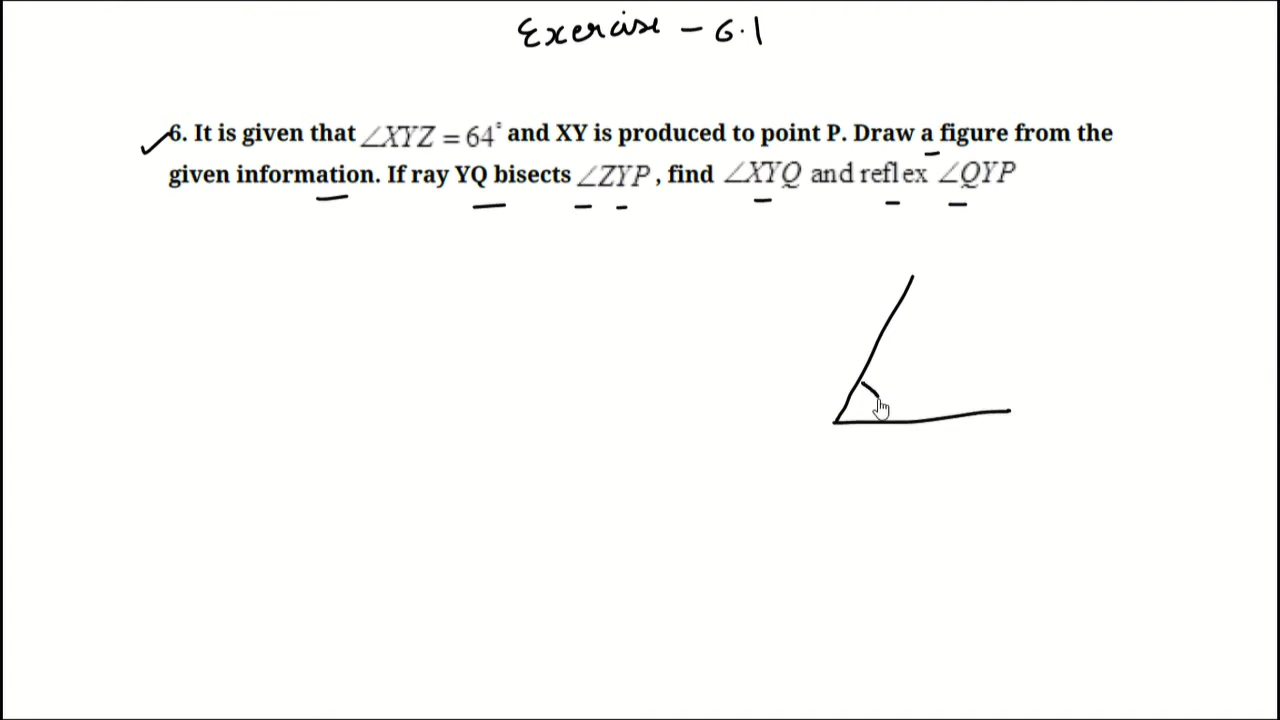 Exercise - 6.1
6. It is given that ∠XYZ = 64° and XY is produced to point P. Draw a figure from the
given information. If ray YQ bisects ∠ZYP, find ∠XYQ and reflex ∠QYP